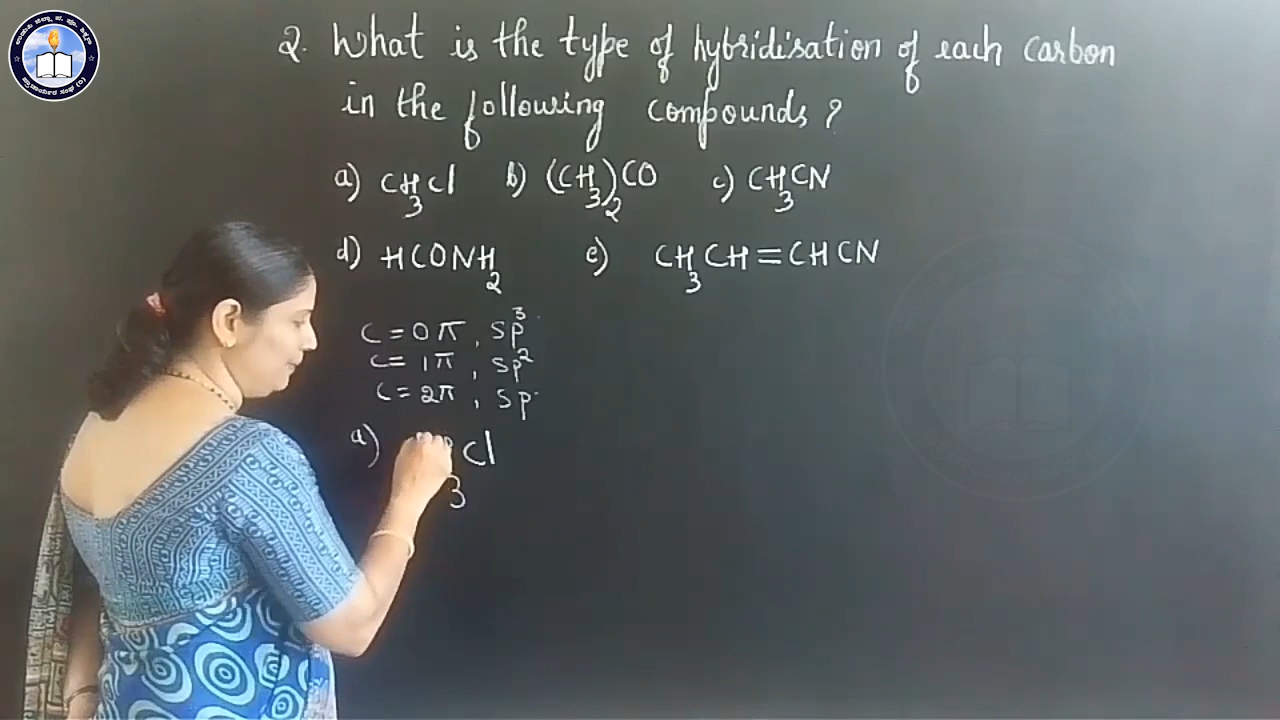 2. What is the type of hybridisation of each carbon
in the following compounds ?
a) CH₃Cl b) (CH₃)₂CO c) CH₃CN
d) HCONH₂ e) CH₃CH=CHCN
C = 0π , sp³
C = 1π , sp²
C = 2π , sp
a) Cl
3